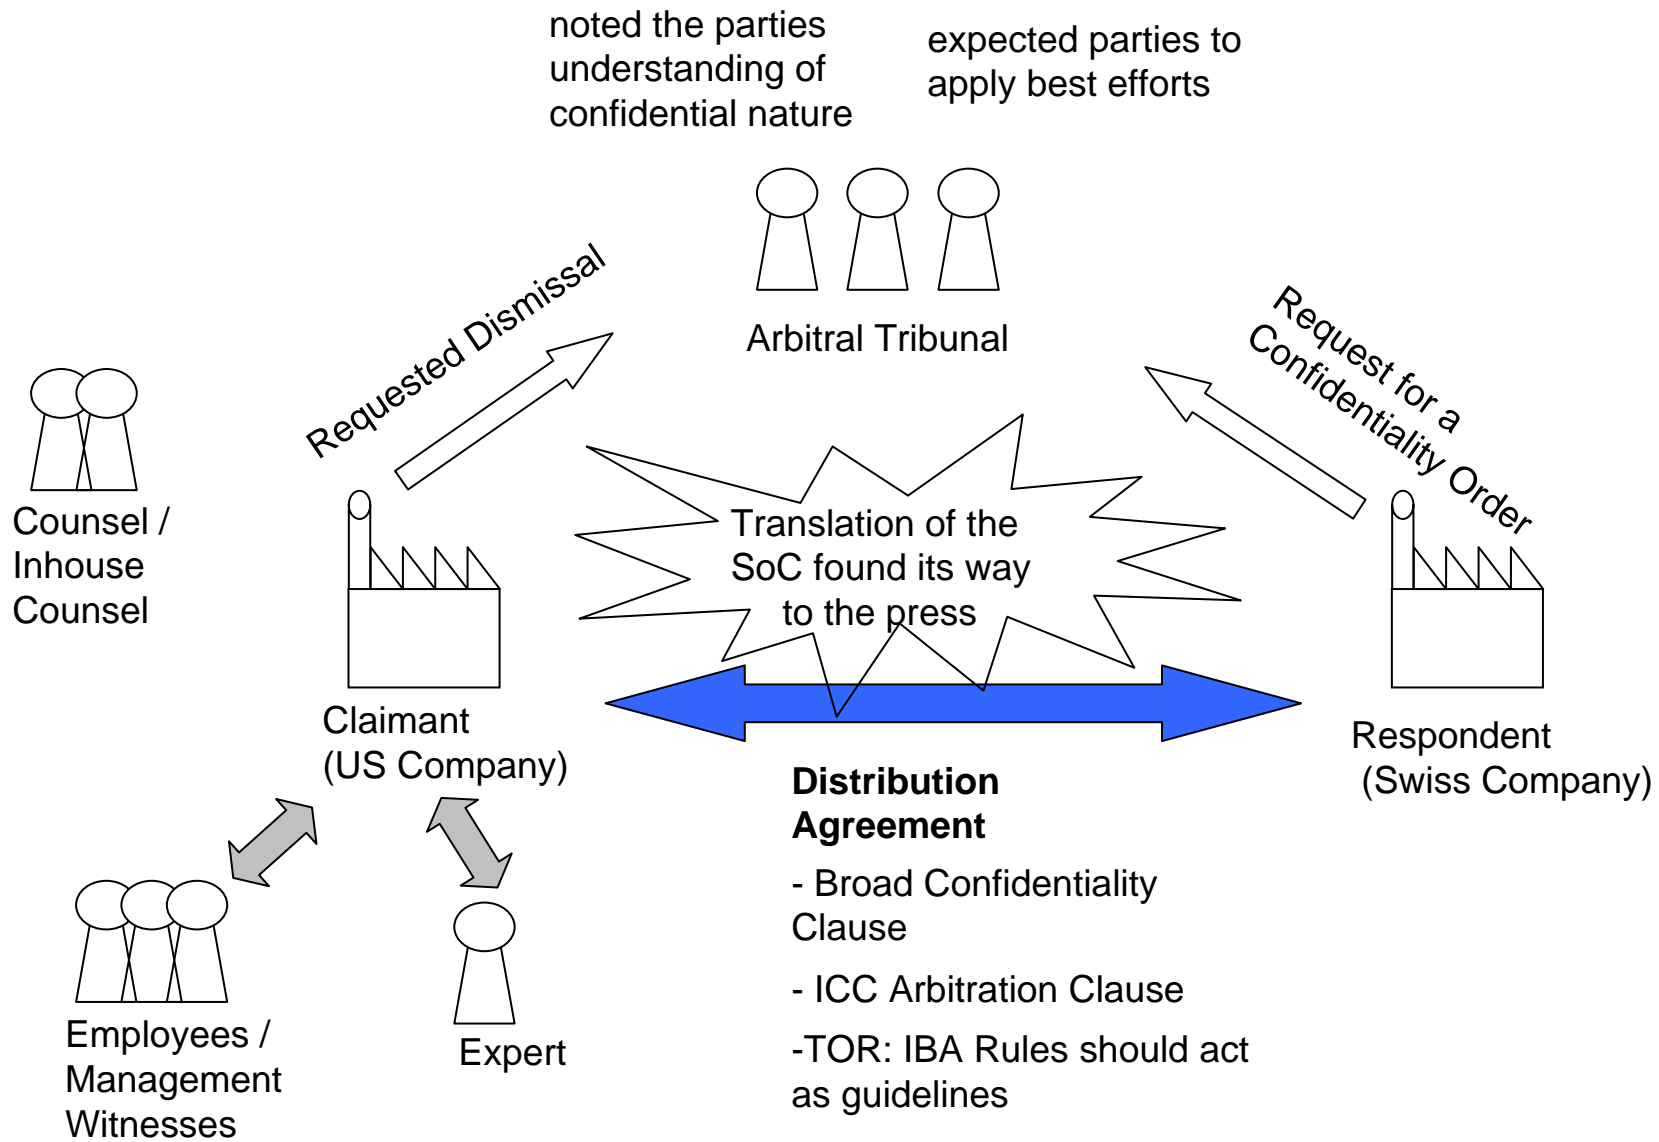 noted the parties
understanding of
confidential nature
expected parties to
apply best efforts
Arbitral Tribunal
Requested Dismissal
Request for a
Confidentiality Order
Counsel /
Inhouse
Counsel
Translation of the
SoC found its way
to the press
Claimant
(US Company)
Respondent
(Swiss Company)
Distribution
Agreement
- Broad Confidentiality
Clause
- ICC Arbitration Clause
-TOR: IBA Rules should act
as guidelines
Employees /
Management
Witnesses
Expert